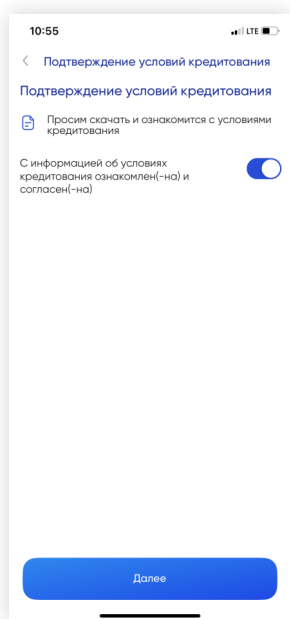 10:55
LTE
Подтверждение условий кредитования
Подтверждение условий кредитования
Просим скачать и ознакомится с условиями
кредитования
С информацией об условиях
кредитования ознакомлен(-на) и
согласен(-на)
Далее